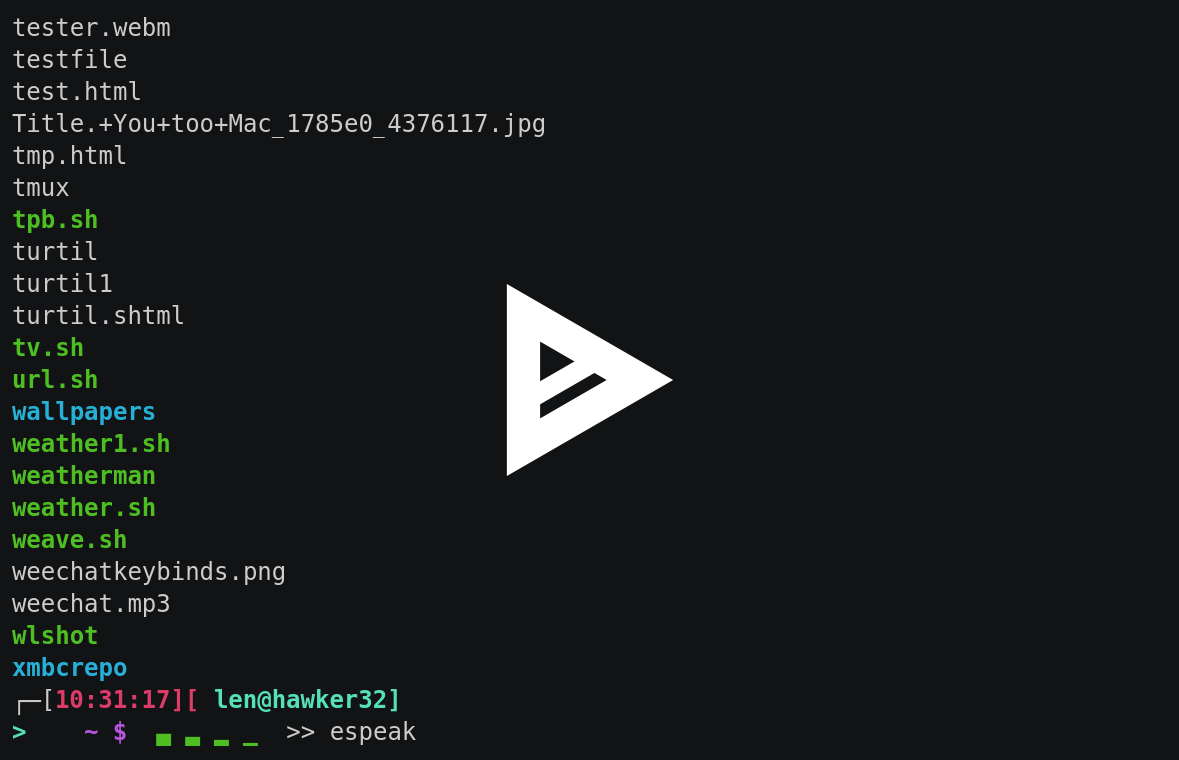 tester.webm
testfile
test.html
Title.+You+too+Mac_1785e0_4376117.jpg
tmp.html
tmux
tpb.sh
turtil
turtil1
turtil.shtml
tv.sh
url.sh
wallpapers
weather1.sh
weatherman
weather.sh
weave.sh
weechatkeybinds.png
weechat.mp3
wlshot
xmbcrepo
┌─[10:31:17][ len@hawker32]
>    ~ $  ▄ ▃ ▂ ▁  >> espeak